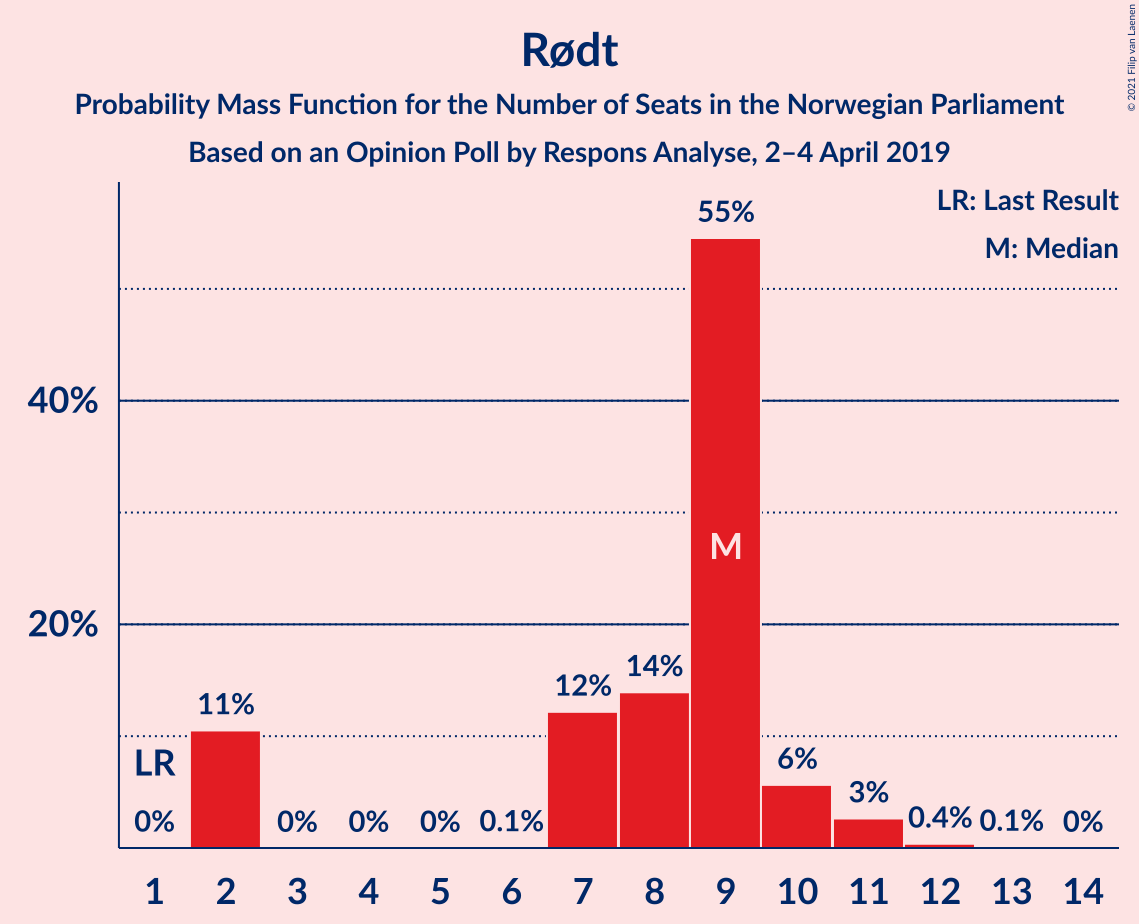 Rødt
Probability Mass Function for the Number of Seats in the Norwegian Parliament
Based on an Opinion Poll by Respons Analyse, 2–4 April 2019
© 2021 Filip van Laenen
LR: Last Result
M: Median
55%
40%
M
20%
14%
12%
11%
LR
6%
3%
0% 0% 0% 0% 0.1% 0.4% 0.1% 0%
1 2 3 4 5 6 7 8 9 10 11 12 13 14